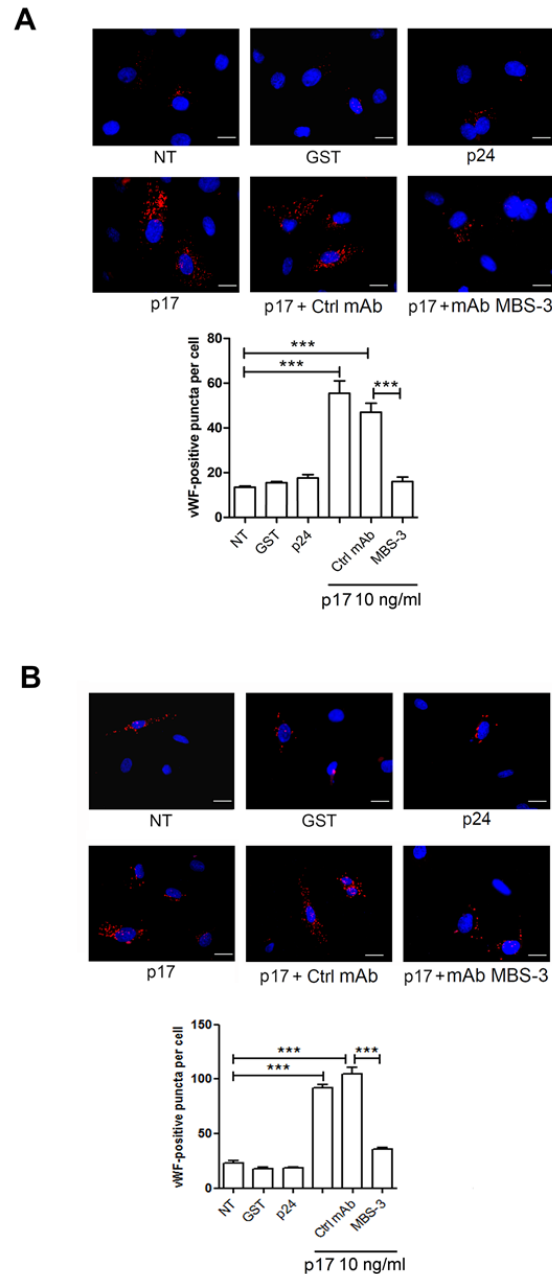 A
NT GST p24
p17 p17 + Ctrl mAb p17 + mAb MBS-3
vWF-positive puncta per cell
80
60
40
20
0
***
***
***
NT GST p24 Ctrl mAb MBS-3
p17 10 ng/ml
B
NT GST p24
p17 p17 + Ctrl mAb p17 + mAb MBS-3
vWF-positive puncta per cell
150
100
50
0
***
***
***
NT GST p24 Ctrl mAb MBS-3
p17 10 ng/ml